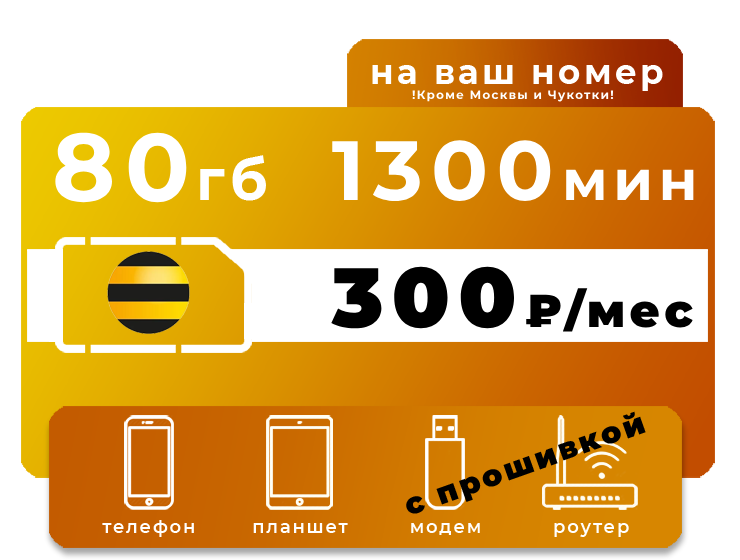 на ваш номер
!Кроме Москвы и Чукотки!
80гб 1300мин
300₽/мес
с прошивкой
телефон планшет модем роутер